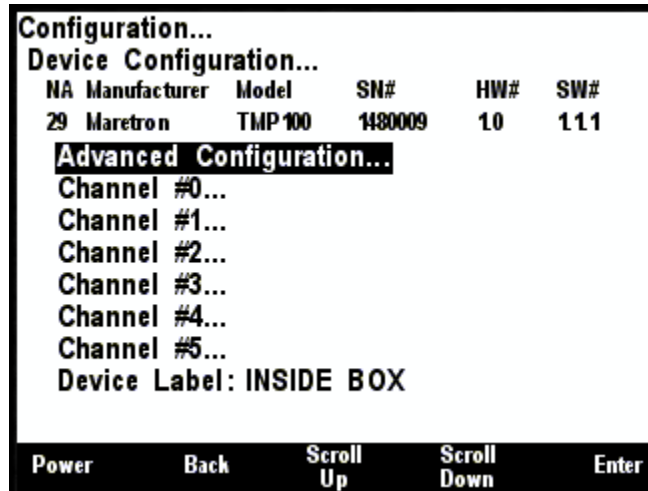 Configuration...
Device Configuration...
NA Manufacturer Model SN# HW# SW#
29 Maretron TMP100 1480009 1.0 1.1.1
Advanced Configuration...
Channel #0...
Channel #1...
Channel #2...
Channel #3...
Channel #4...
Channel #5...
Device Label: INSIDE BOX
Power Back Scroll Up Scroll Down Enter